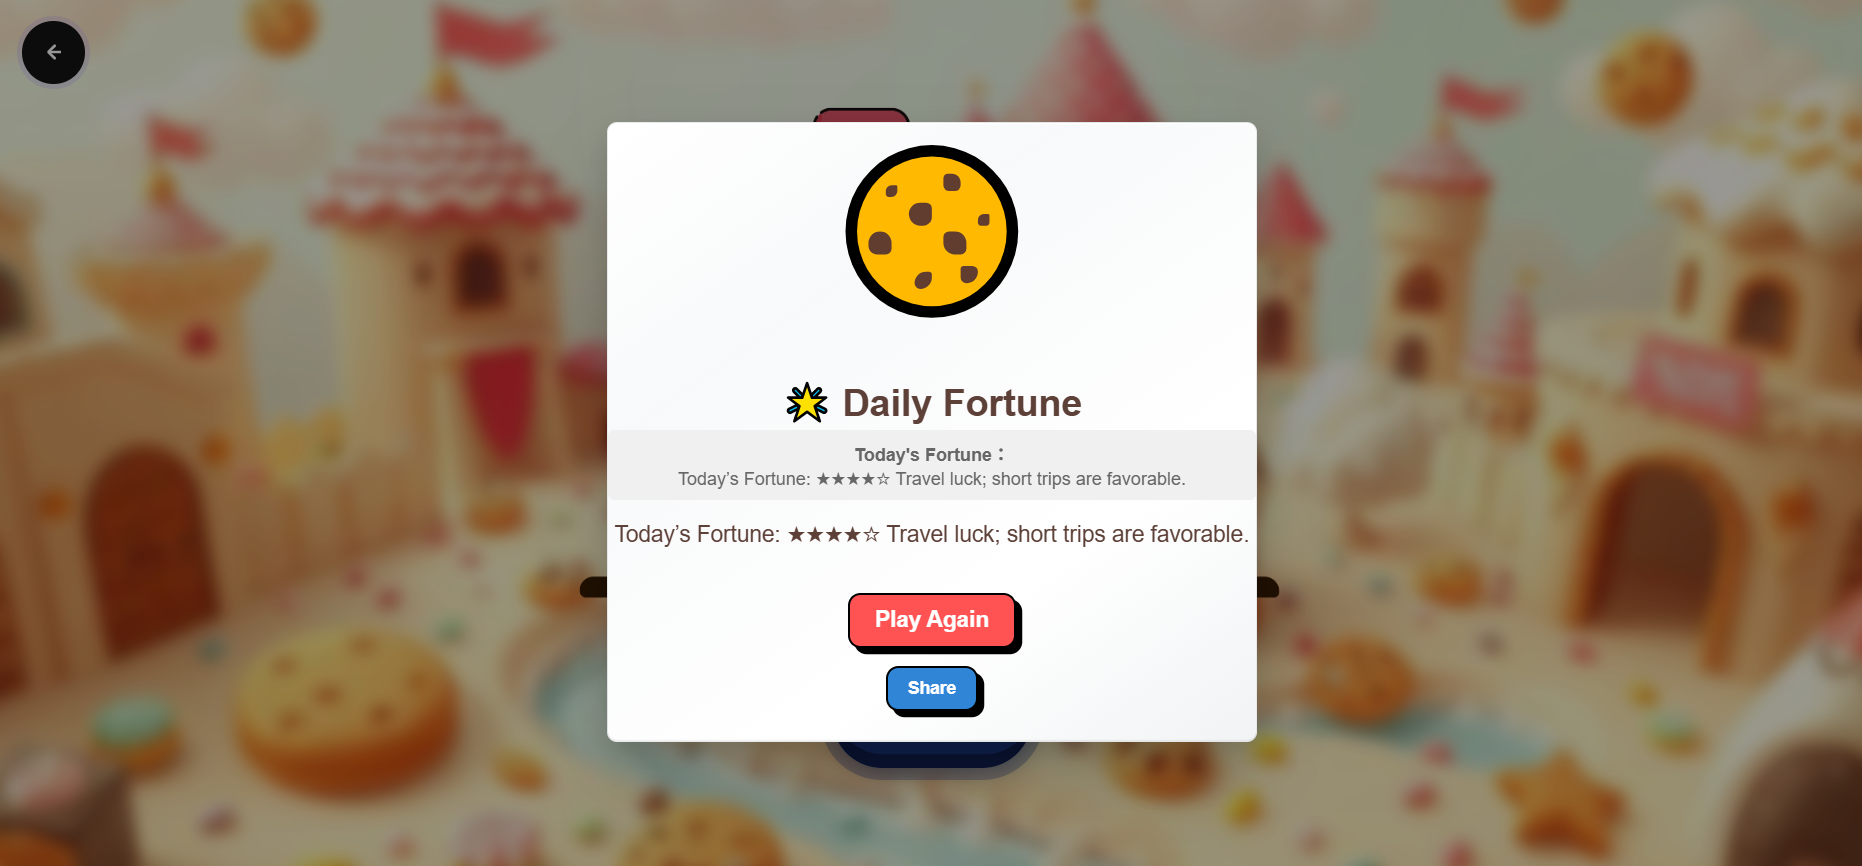 Daily Fortune
Today's Fortune：
Today’s Fortune: ★★★★☆ Travel luck; short trips are favorable.
Today’s Fortune: ★★★★☆ Travel luck; short trips are favorable.
Play Again
Share